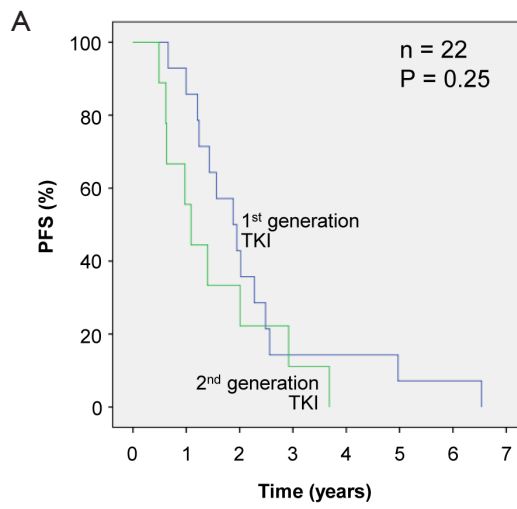 A
n = 22
P = 0.25
100
80
60
40
20
0
PFS (%)
1st generation
TKI
2nd generation
TKI
0 1 2 3 4 5 6 7
Time (years)